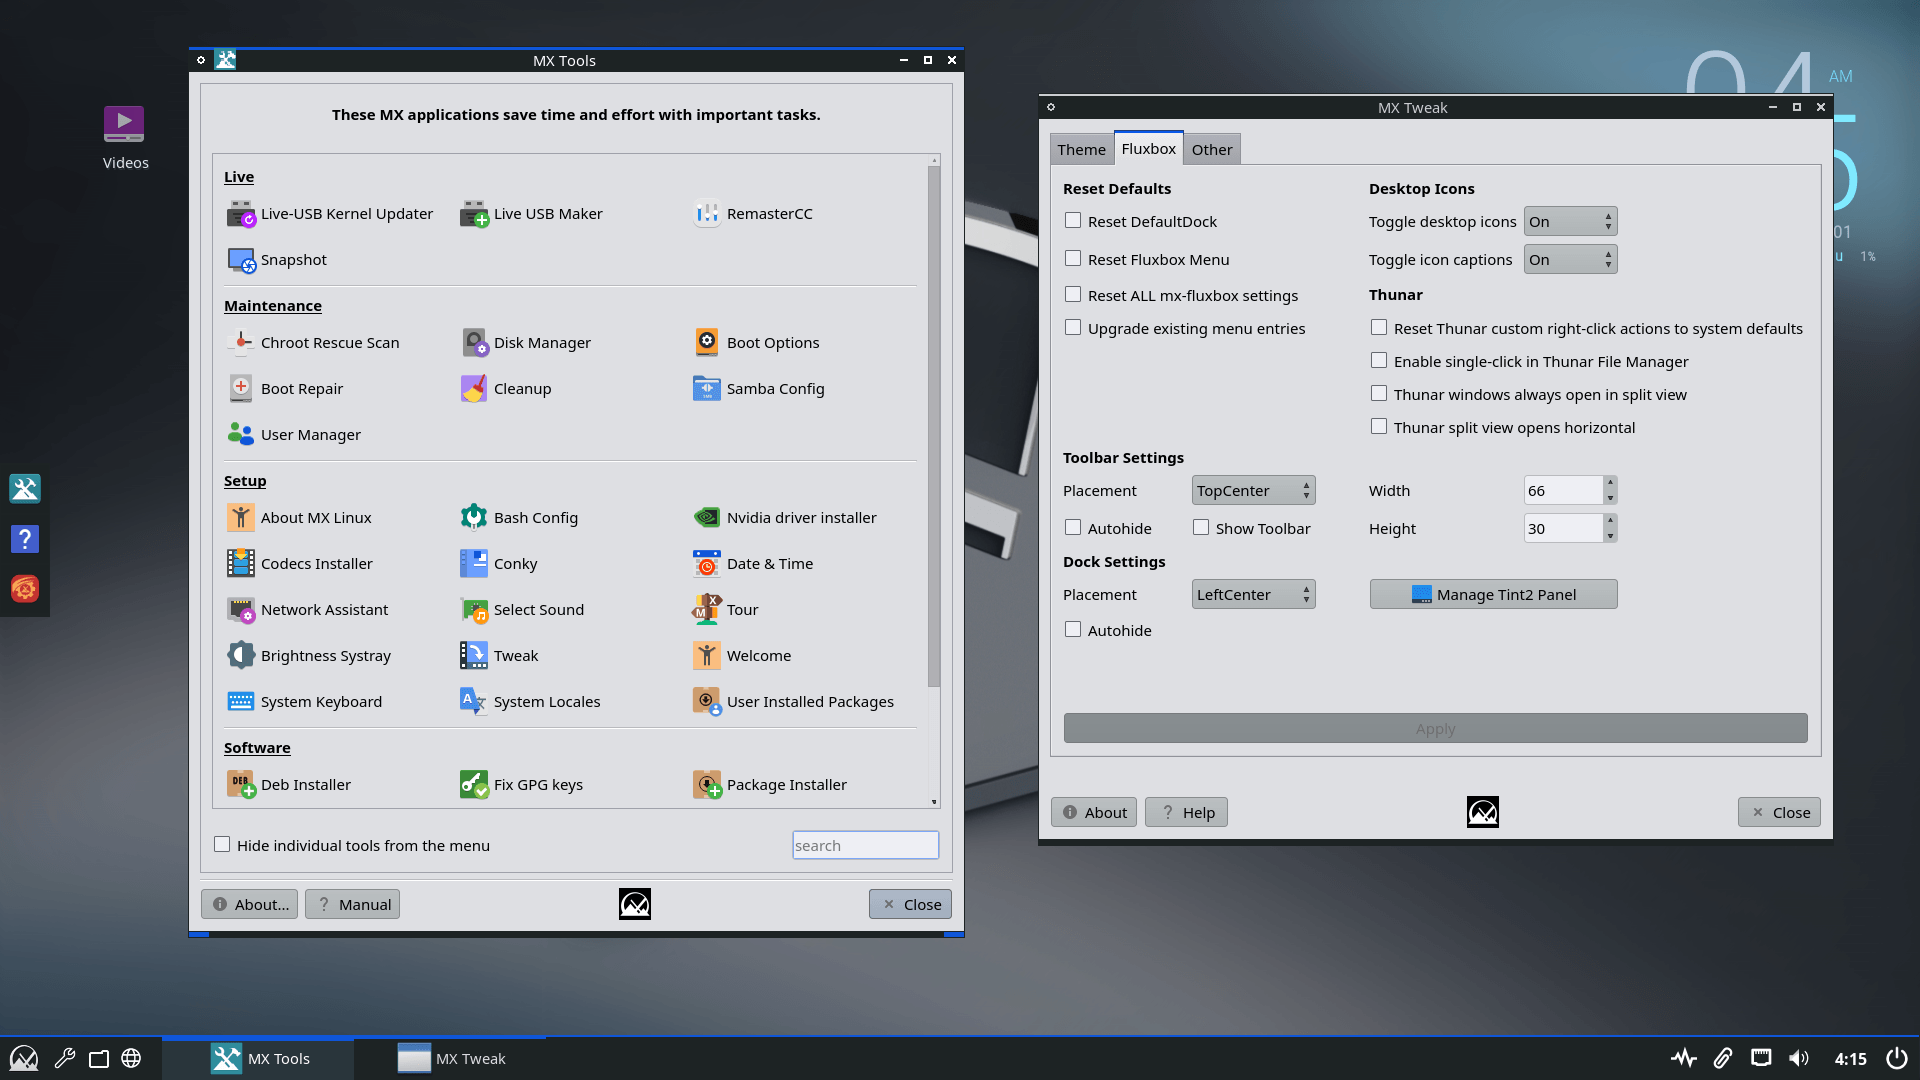 MX Tools
These MX applications save time and effort with important tasks.
Live
Live-USB Kernel Updater
Live USB Maker
RemasterCC
Snapshot
Maintenance
Chroot Rescue Scan
Disk Manager
Boot Options
Boot Repair
Cleanup
Samba Config
User Manager
Setup
About MX Linux
Bash Config
Nvidia driver installer
Codecs Installer
Conky
Date & Time
Network Assistant
Select Sound
Tour
Brightness Systray
Tweak
Welcome
System Keyboard
System Locales
User Installed Packages
Software
DEB
Deb Installer
Fix GPG keys
Package Installer
Hide individual tools from the menu
search
About...
? Manual
Close
Videos
MX Tweak
Theme
Fluxbox
Other
Reset Defaults
Reset DefaultDock
Reset Fluxbox Menu
Reset ALL mx-fluxbox settings
Upgrade existing menu entries
Desktop Icons
Toggle desktop icons
On
Toggle icon captions
On
Thunar
Reset Thunar custom right-click actions to system defaults
Enable single-click in Thunar File Manager
Thunar windows always open in split view
Thunar split view opens horizontal
Toolbar Settings
Placement
TopCenter
Width
66
Autohide
Show Toolbar
Height
30
Dock Settings
Placement
LeftCenter
Manage Tint2 Panel
Autohide
Apply
About
? Help
Close
04
AM
01
u 1%
?
MX Tools
MX Tweak
4:15